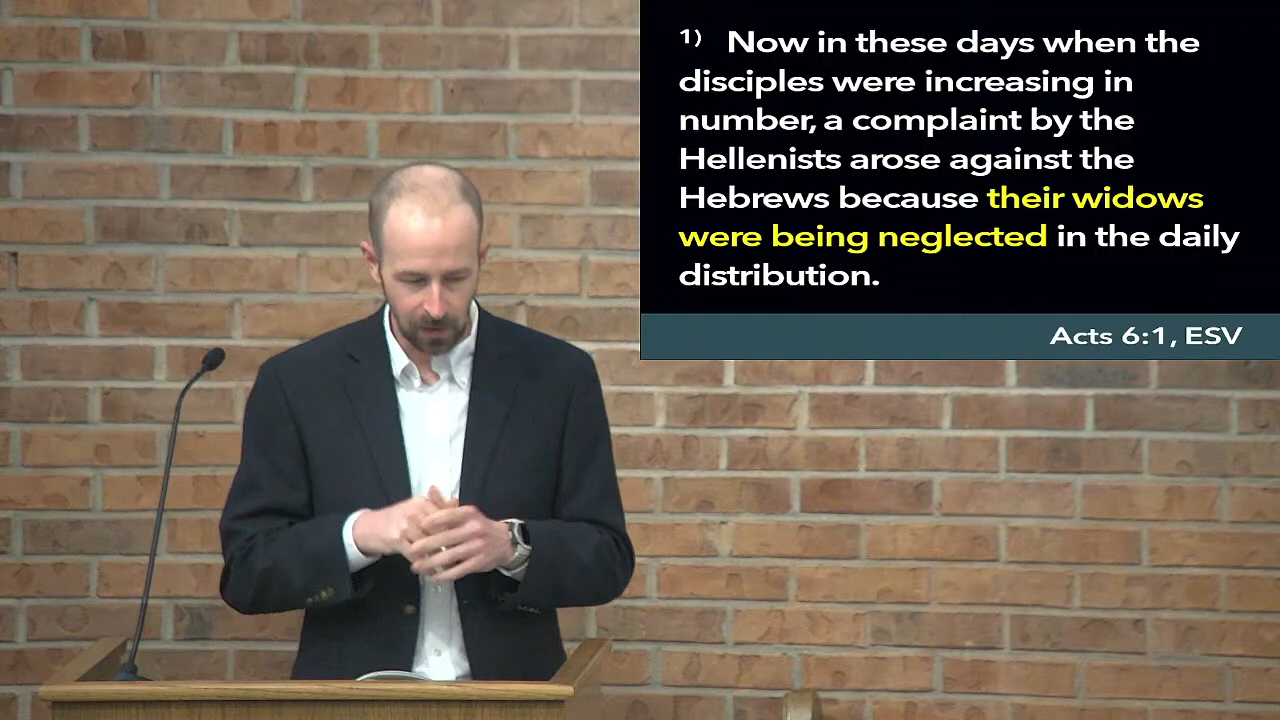 1) Now in these days when the
disciples were increasing in
number, a complaint by the
Hellenists arose against the
Hebrews because their widows
were being neglected in the daily
distribution.
Acts 6:1, ESV